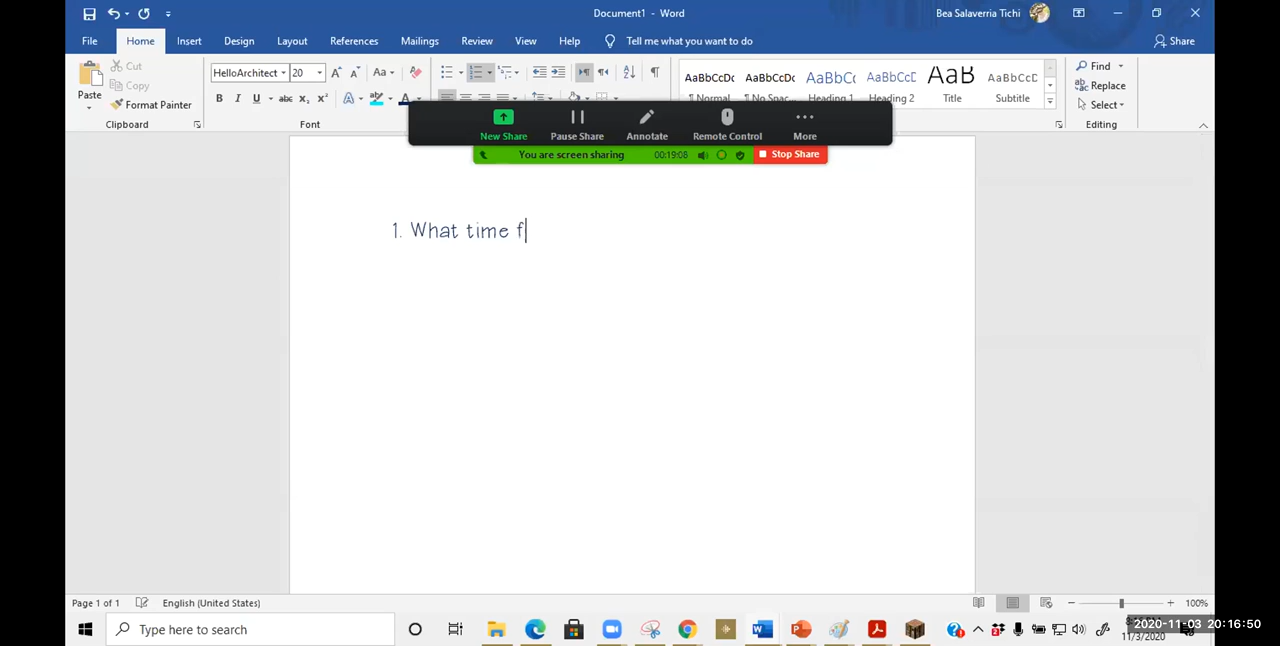 Document1 - Word
Bea Salaverria Tichi
File Home Insert Design Layout References Mailings Review View Help Tell me what you want to do Share
Paste Cut Copy Format Painter Clipboard
HelloArchitect 20 Font
AaBbCcDc AaBbCcDc AaBbC( AaBbCcD AaB AaBbCcD
¶ Normal ¶ No Spac... Heading 1 Heading 2 Title Subtitle
Find Replace Select Editing
New Share Pause Share Annotate Remote Control More
You are screen sharing 00:19:08 Stop Share
1. What time f
Page 1 of 1 English (United States) 100%
Type here to search
2020-11-03 20:16:50
11/3/2020